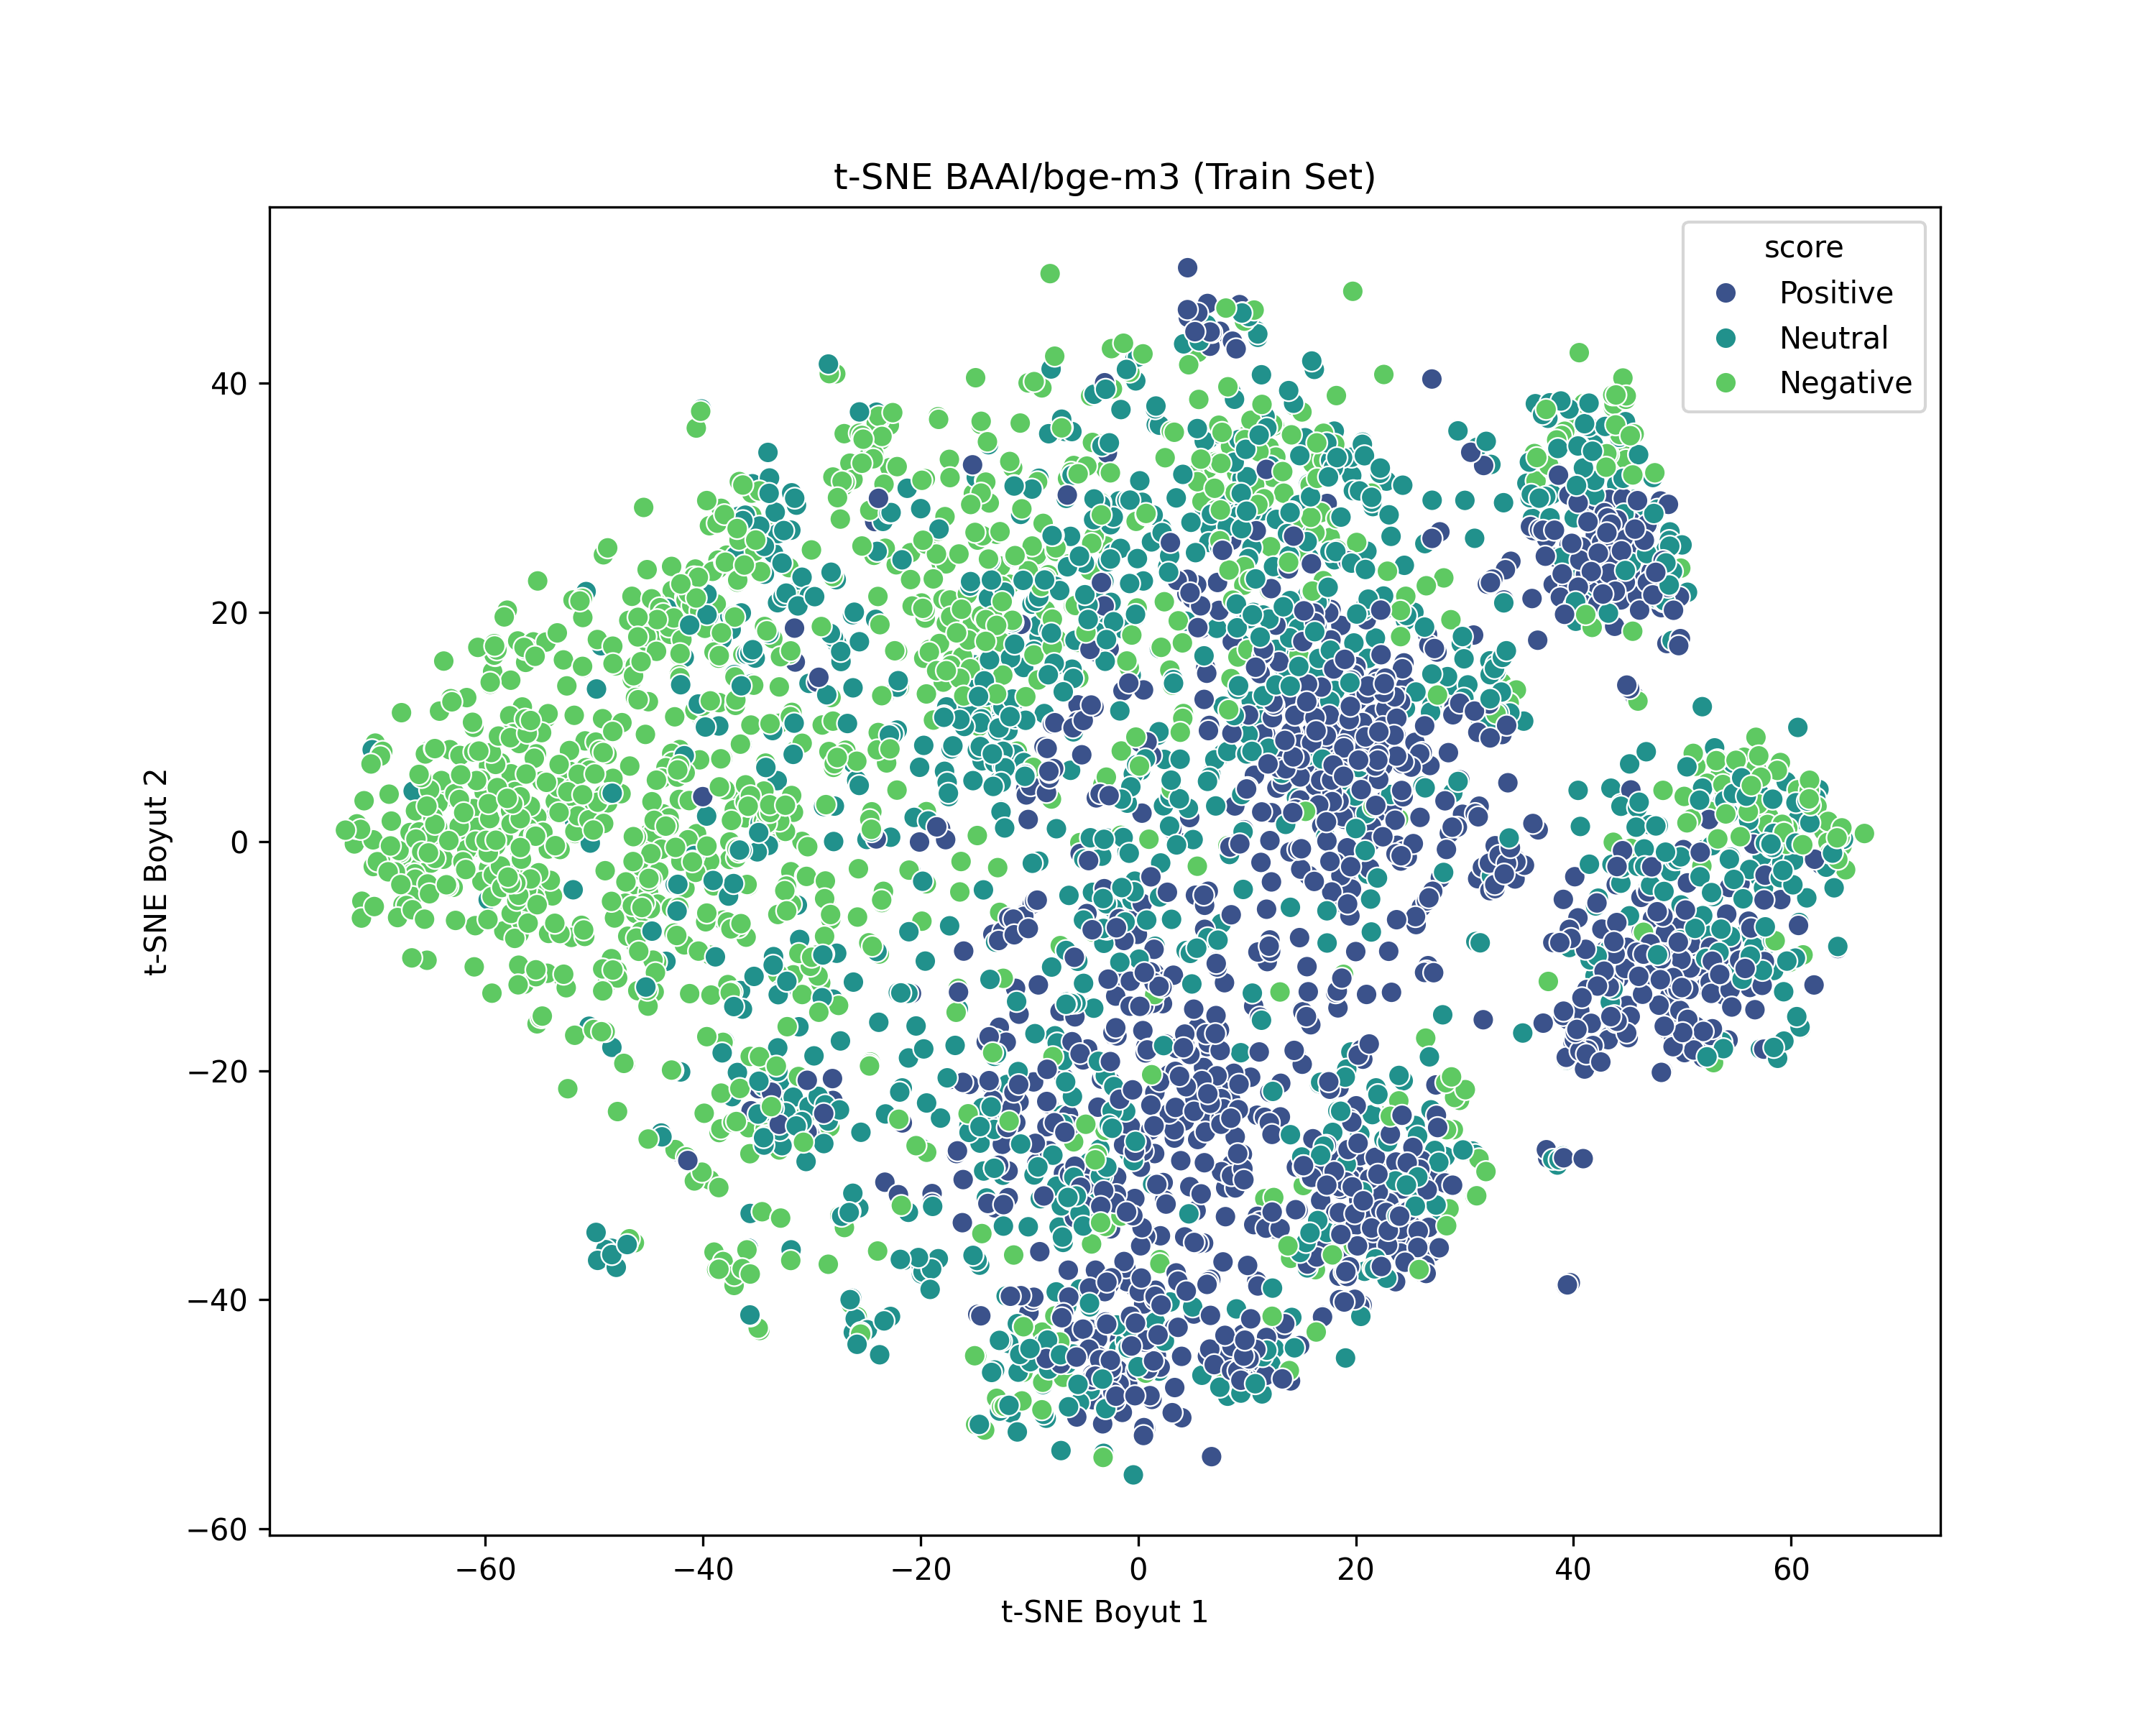 t-SNE BAAI/bge-m3 (Train Set)
score
Positive
Neutral
Negative
40
20
0
−20
−40
−60
t-SNE Boyut 2
−60 −40 −20 0 20 40 60
t-SNE Boyut 1